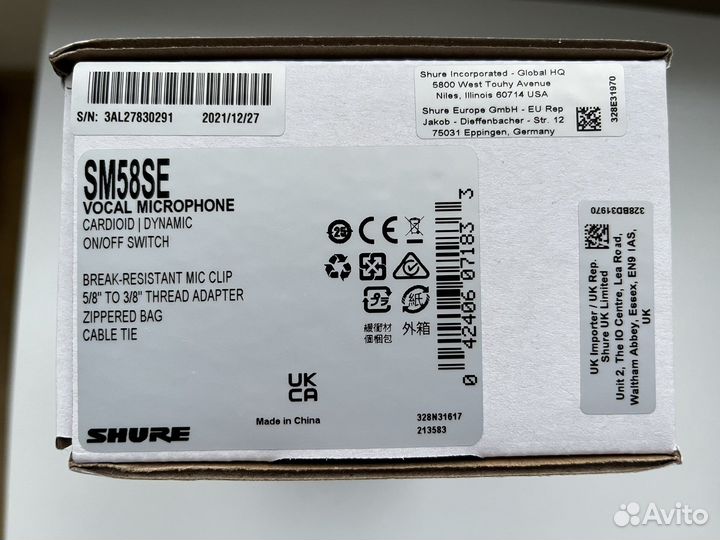 S/N: 3AL27830291 2021/12/27
Shure Incorporated - Global HQ
5800 West Touhy Avenue
Niles, Illinois 60714 USA
Shure Europe GmbH - EU Rep
Jakob - Dieffenbacher - Str. 12
75031 Eppingen, Germany
328E31970
SM58SE
VOCAL MICROPHONE
CARDIOID | DYNAMIC
ON/OFF SWITCH
BREAK-RESISTANT MIC CLIP
5/8" TO 3/8" THREAD ADAPTER
ZIPPERED BAG
CABLE TIE
25
CE
紙
緩衝材
個梱包
外箱
0 42406 07183 3
UK
CA
Made in China
328N31617
213583
SHURE
328BD31970
UK Importer / UK Rep.
Shure UK Limited
Unit 2, The IO Centre, Lea Road,
Waltham Abbey, Essex, EN9 1AS,
UK
Avito